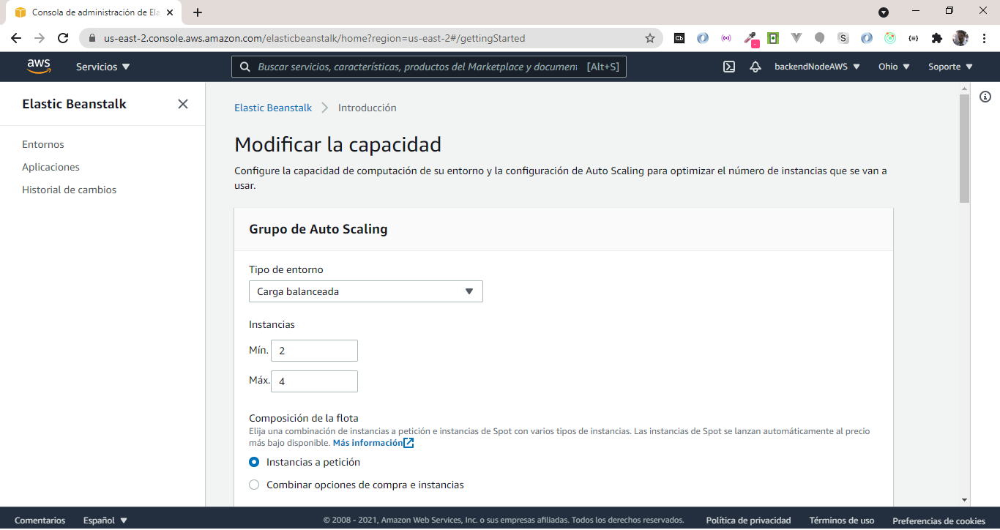 Consola de administración de Ela
us-east-2.console.aws.amazon.com/elasticbeanstalk/home?region=us-east-2#/gettingStarted
aws
Servicios
Buscar servicios, características, productos del Marketplace y documen
[Alt+S]
backendNodeAWS
Ohio
Soporte
Elastic Beanstalk
Entornos
Aplicaciones
Historial de cambios
Elastic Beanstalk
Introducción
Modificar la capacidad
Configure la capacidad de computación de su entorno y la configuración de Auto Scaling para optimizar el número de instancias que se van a
usar.
Grupo de Auto Scaling
Tipo de entorno
Carga balanceada
Instancias
Mín. 2
Máx. 4
Composición de la flota
Elija una combinación de instancias a petición e instancias de Spot con varios tipos de instancias. Las instancias de Spot se lanzan automáticamente al precio
más bajo disponible. Más información
Instancias a petición
Combinar opciones de compra e instancias
Comentarios
Español
© 2008 - 2021, Amazon Web Services, Inc. o sus empresas afiliadas. Todos los derechos reservados.
Política de privacidad
Términos de uso
Preferencias de cookies